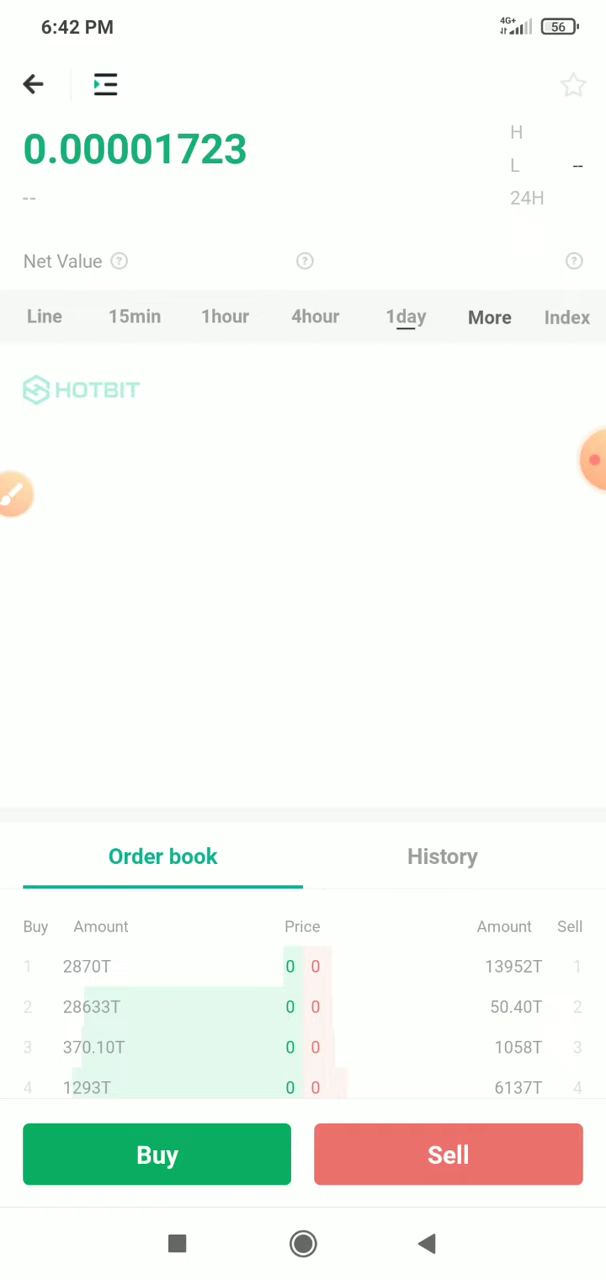 6:42 PM 4G+ 56
0.00001723
H
L --
-- 24H
Net Value ? ? ?
Line 15min 1hour 4hour 1day More Index
HOTBIT
Order book History
Buy Amount Price Amount Sell
1 2870T 0 0 13952T 1
2 28633T 0 0 50.40T 2
3 370.10T 0 0 1058T 3
4 1293T 0 0 6137T 4
Buy Sell